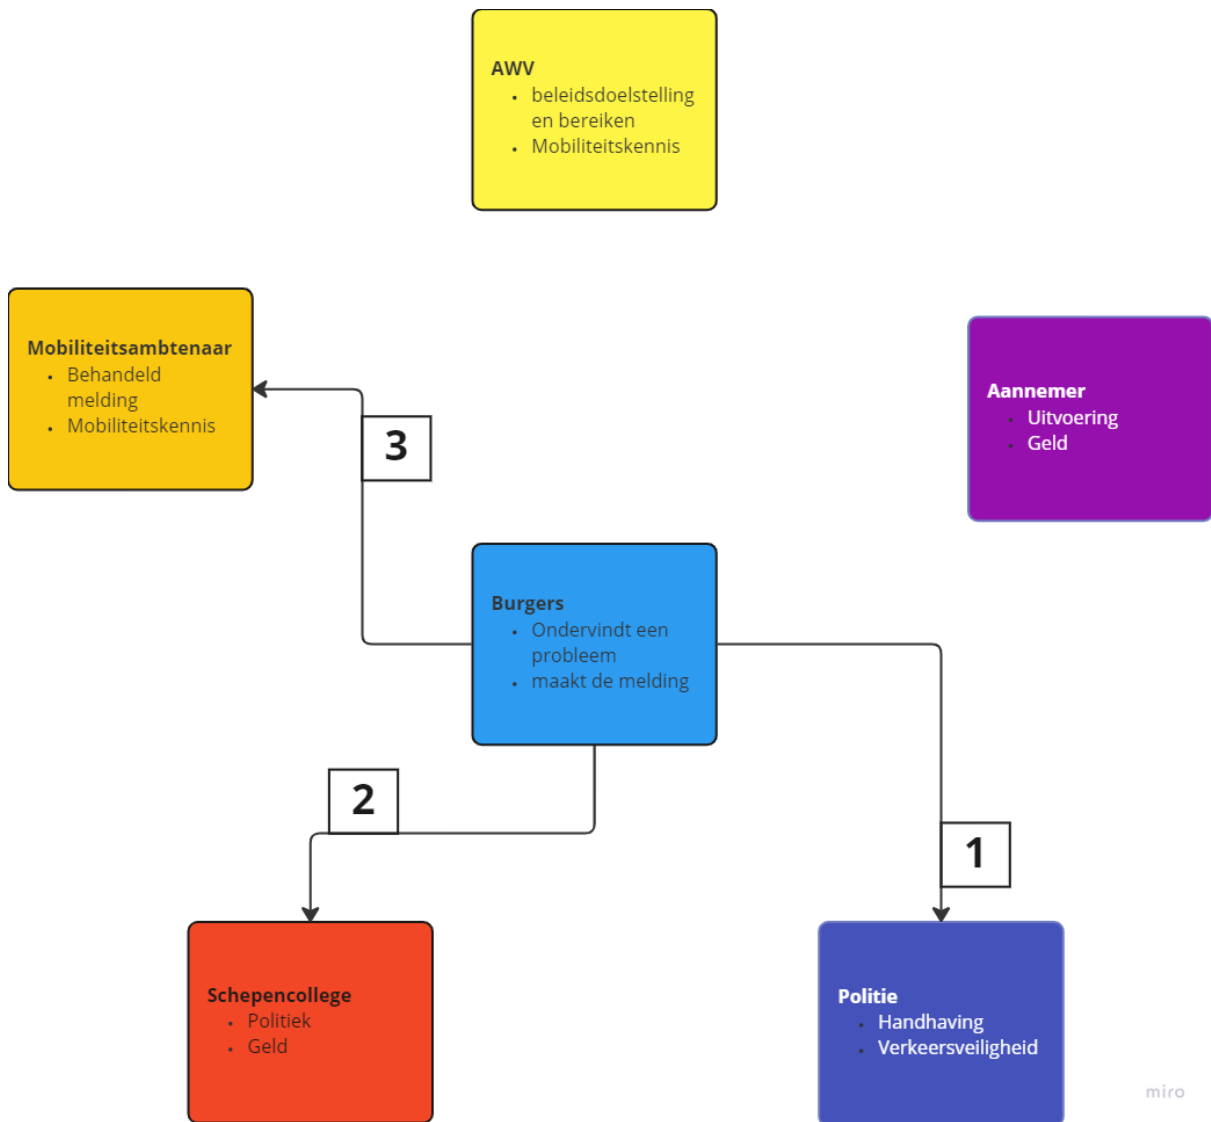 AWV
beleidsdoelstelling
en bereiken
Mobiliteitskennis
Mobiliteitsambtenaar
Behandeld
melding
Mobiliteitskennis
3
Aannemer
Uitvoering
Geld
Burgers
Ondervindt een
probleem
maakt de melding
2
1
Schepencollege
Politiek
Geld
Politie
Handhaving
Verkeersveiligheid
miro